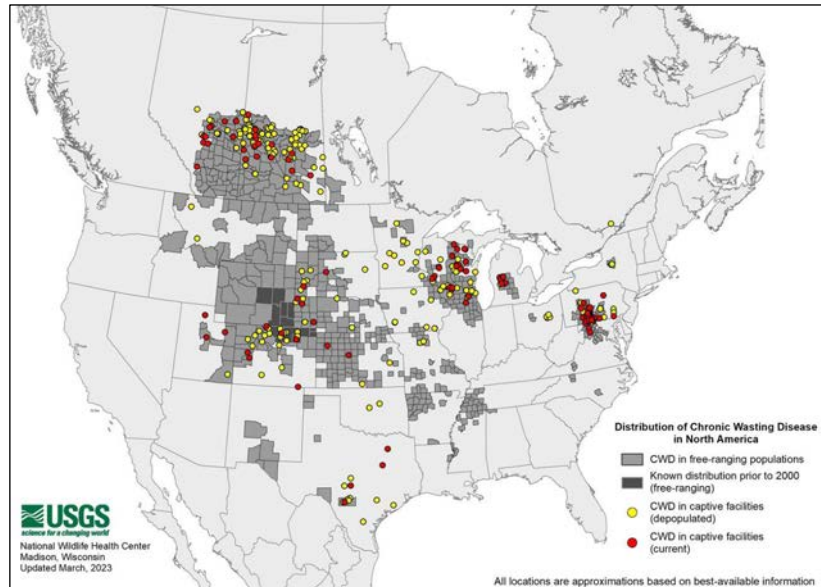 Distribution of Chronic Wasting Disease
in North America
CWD in free-ranging populations
Known distribution prior to 2000
(free-ranging)
CWD in captive facilities
(depopulated)
CWD in captive facilities
(current)
USGS
science for a changing world
National Wildlife Health Center
Madison, Wisconsin
Updated March, 2023
All locations are approximations based on best-available information